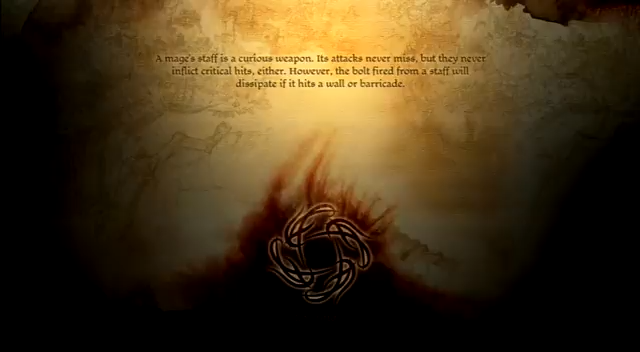 A mage's staff is a curious weapon. Its attacks never miss, but they never
inflict critical hits, either. However, the bolt fired from a staff will
dissipate if it hits a wall or barricade.